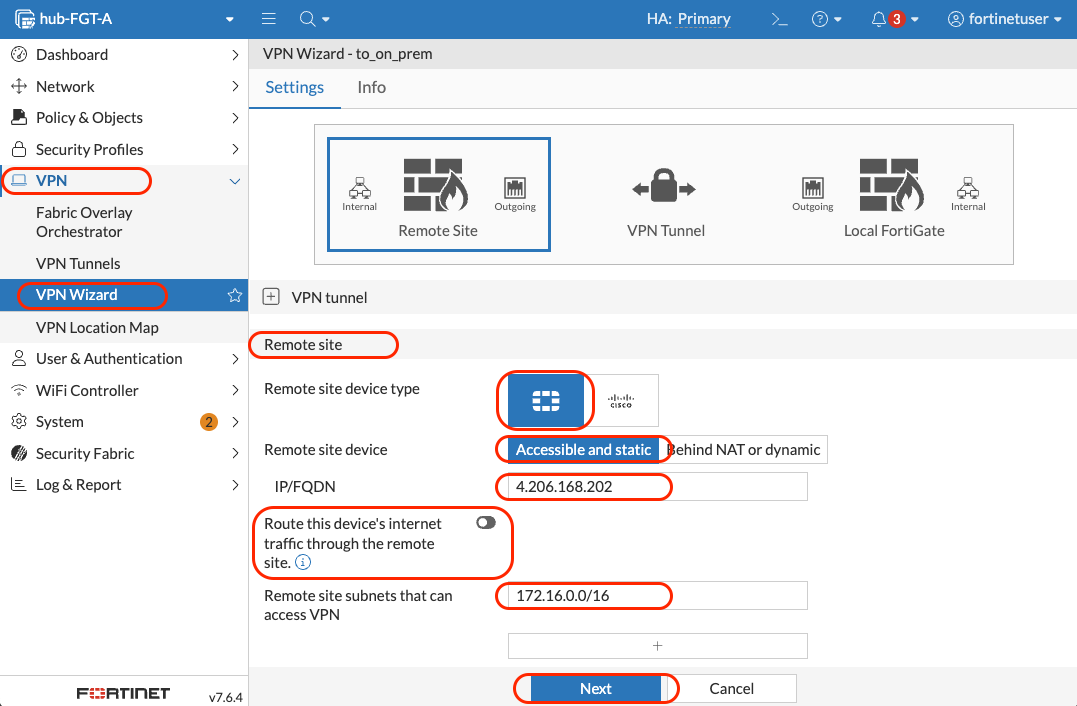 hub-FGT-A
HA: Primary
3
fortinetuser
Dashboard
Network
Policy & Objects
Security Profiles
VPN
Fabric Overlay
Orchestrator
VPN Tunnels
VPN Wizard
VPN Location Map
User & Authentication
WiFi Controller
System 2
Security Fabric
Log & Report
FORTINET v7.6.4
VPN Wizard - to_on_prem
Settings Info
Internal
Outgoing
Remote Site
VPN Tunnel
Outgoing
Internal
Local FortiGate
VPN tunnel
Remote site
Remote site device type
CISCO
Remote site device
Accessible and static Behind NAT or dynamic
IP/FQDN
4.206.168.202
Route this device's internet
traffic through the remote
site.
Remote site subnets that can
access VPN
172.16.0.0/16
+
Next Cancel